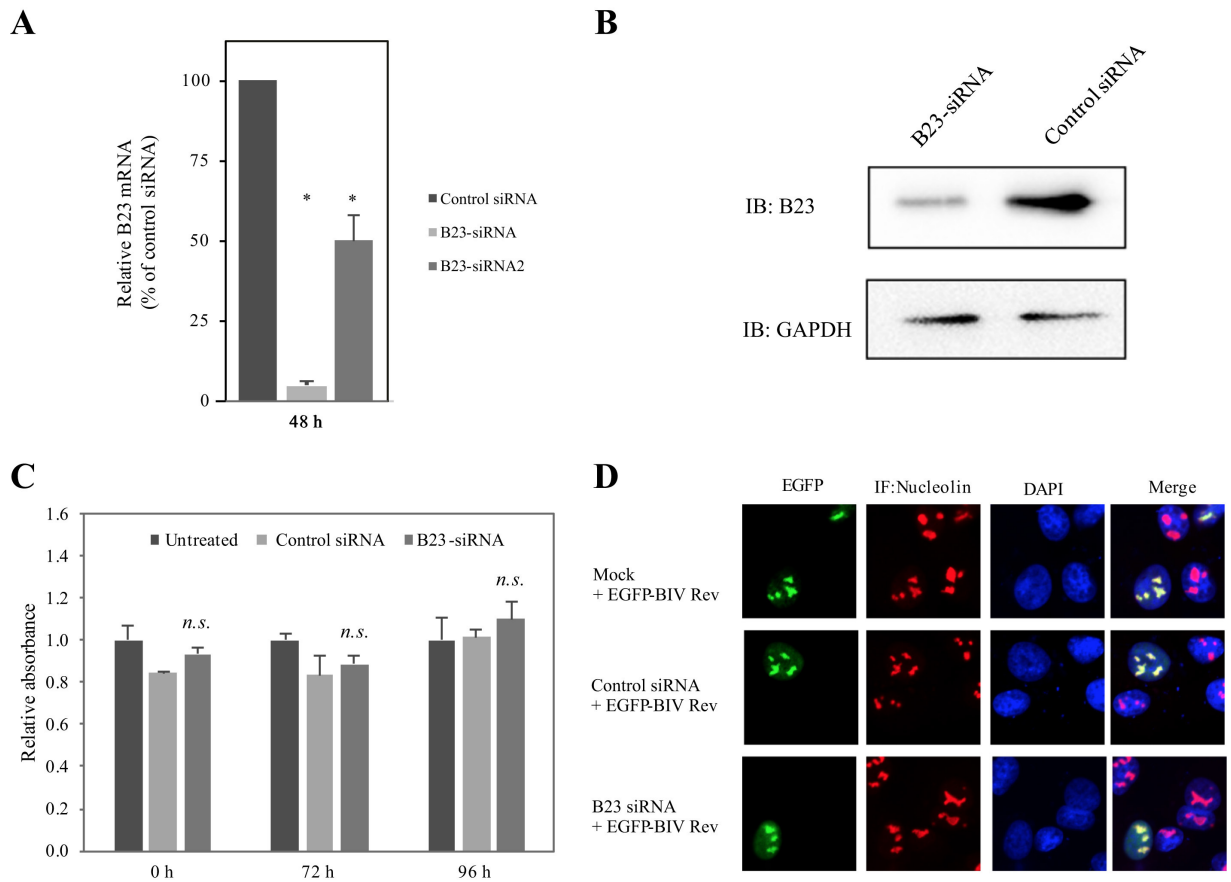 A
Relative B23 mRNA
(% of control siRNA)
100
75
50
25
0
*
*
48 h
Control siRNA
B23-siRNA
B23-siRNA2
B
B23-siRNA
Control siRNA
IB: B23
IB: GAPDH
C
Relative absorbance
1.6
1.4
1.2
1.0
0.8
0.6
0.4
0.2
0.0
Untreated
Control siRNA
B23-siRNA
n.s.
n.s.
n.s.
0 h
72 h
96 h
D
EGFP
IF:Nucleolin
DAPI
Merge
Mock
+ EGFP-BIV Rev
Control siRNA
+ EGFP-BIV Rev
B23 siRNA
+ EGFP-BIV Rev